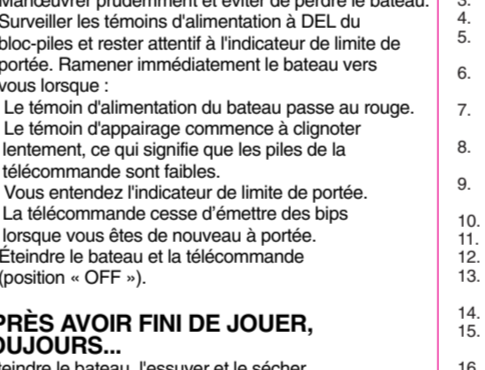 Manœuvrer prudemment et éviter de perdre le bateau.
Surveiller les témoins d'alimentation à DEL du
bloc-piles et rester attentif à l'indicateur de limite de
portée. Ramener immédiatement le bateau vers
vous lorsque :
Le témoin d'alimentation du bateau passe au rouge.
Le témoin d'appairage commence à clignoter
lentement, ce qui signifie que les piles de la
télécommande sont faibles.
Vous entendez l'indicateur de limite de portée.
La télécommande cesse d'émettre des bips
lorsque vous êtes de nouveau à portée.
Éteindre le bateau et la télécommande
(position « OFF »).
PRÈS AVOIR FINI DE JOUER,
OUJOURS...
teindre le bateau, l'essuyer et le sécher
3.
4.
5.
6.
7.
8.
9.
10.
11.
12.
13.
14.
15.
16.